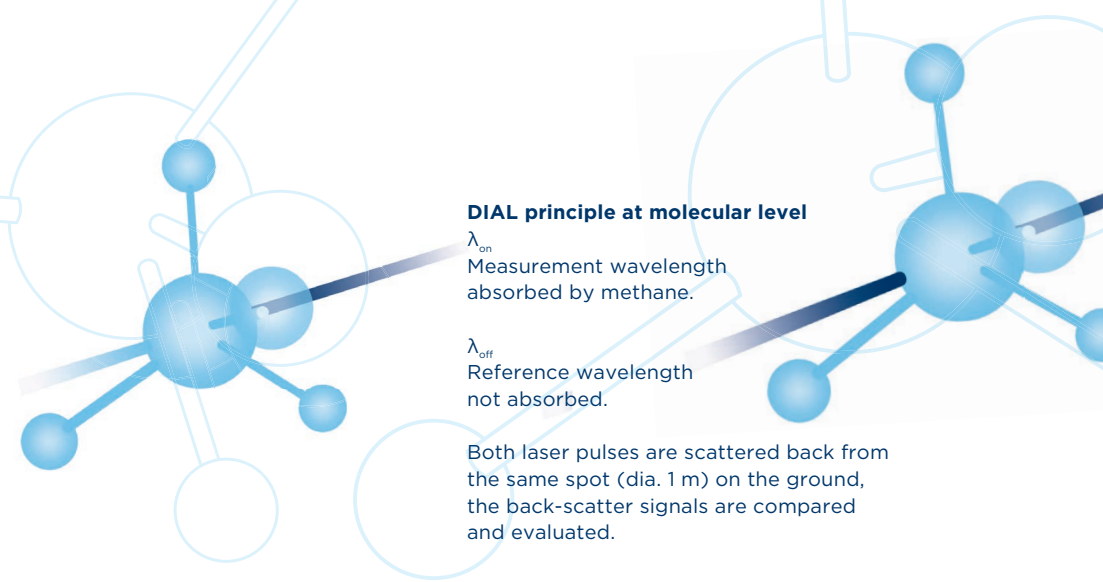 DIAL principle at molecular level
λon
Measurement wavelength
absorbed by methane.
λoff
Reference wavelength
not absorbed.
Both laser pulses are scattered back from
the same spot (dia. 1 m) on the ground,
the back-scatter signals are compared
and evaluated.